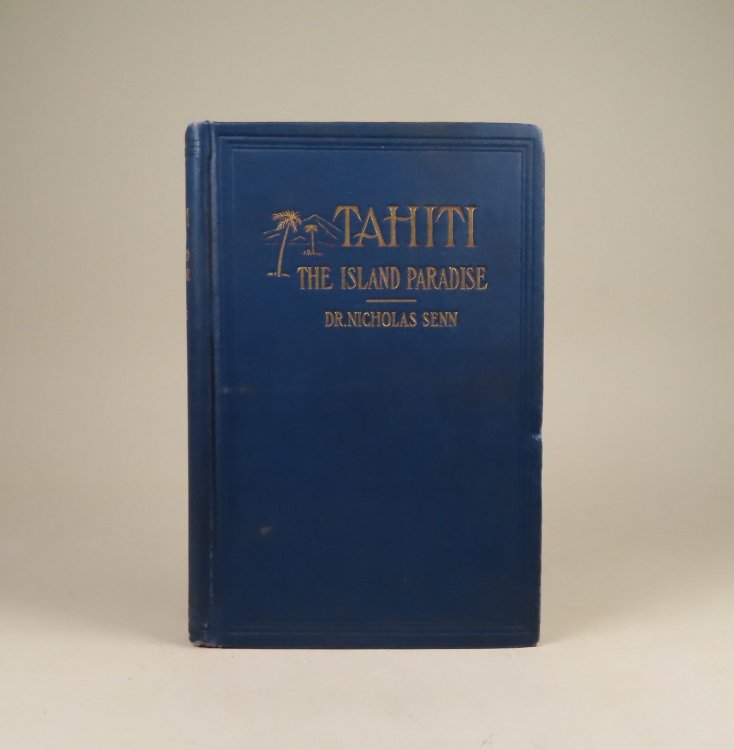 TAHITI
THE ISLAND PARADISE
DR.NICHOLAS SENN